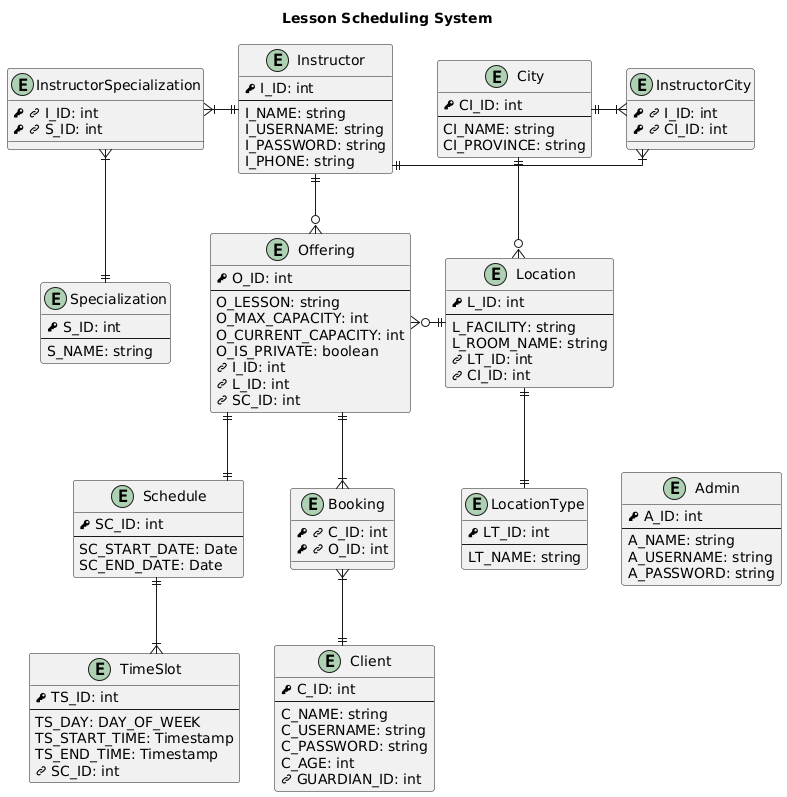 Lesson Scheduling System
E InstructorSpecialization
I_ID: int
S_ID: int
E Instructor
I_ID: int
I_NAME: string
I_USERNAME: string
I_PASSWORD: string
I_PHONE: string
E City
CI_ID: int
CI_NAME: string
CI_PROVINCE: string
E InstructorCity
I_ID: int
CI_ID: int
E Specialization
S_ID: int
S_NAME: string
E Offering
O_ID: int
O_LESSON: string
O_MAX_CAPACITY: int
O_CURRENT_CAPACITY: int
O_IS_PRIVATE: boolean
I_ID: int
L_ID: int
SC_ID: int
E Location
L_ID: int
L_FACILITY: string
L_ROOM_NAME: string
LT_ID: int
CI_ID: int
E Schedule
SC_ID: int
SC_START_DATE: Date
SC_END_DATE: Date
E Booking
C_ID: int
O_ID: int
E LocationType
LT_ID: int
LT_NAME: string
E Admin
A_ID: int
A_NAME: string
A_USERNAME: string
A_PASSWORD: string
E TimeSlot
TS_ID: int
TS_DAY: DAY_OF_WEEK
TS_START_TIME: Timestamp
TS_END_TIME: Timestamp
SC_ID: int
E Client
C_ID: int
C_NAME: string
C_USERNAME: string
C_PASSWORD: string
C_AGE: int
GUARDIAN_ID: int